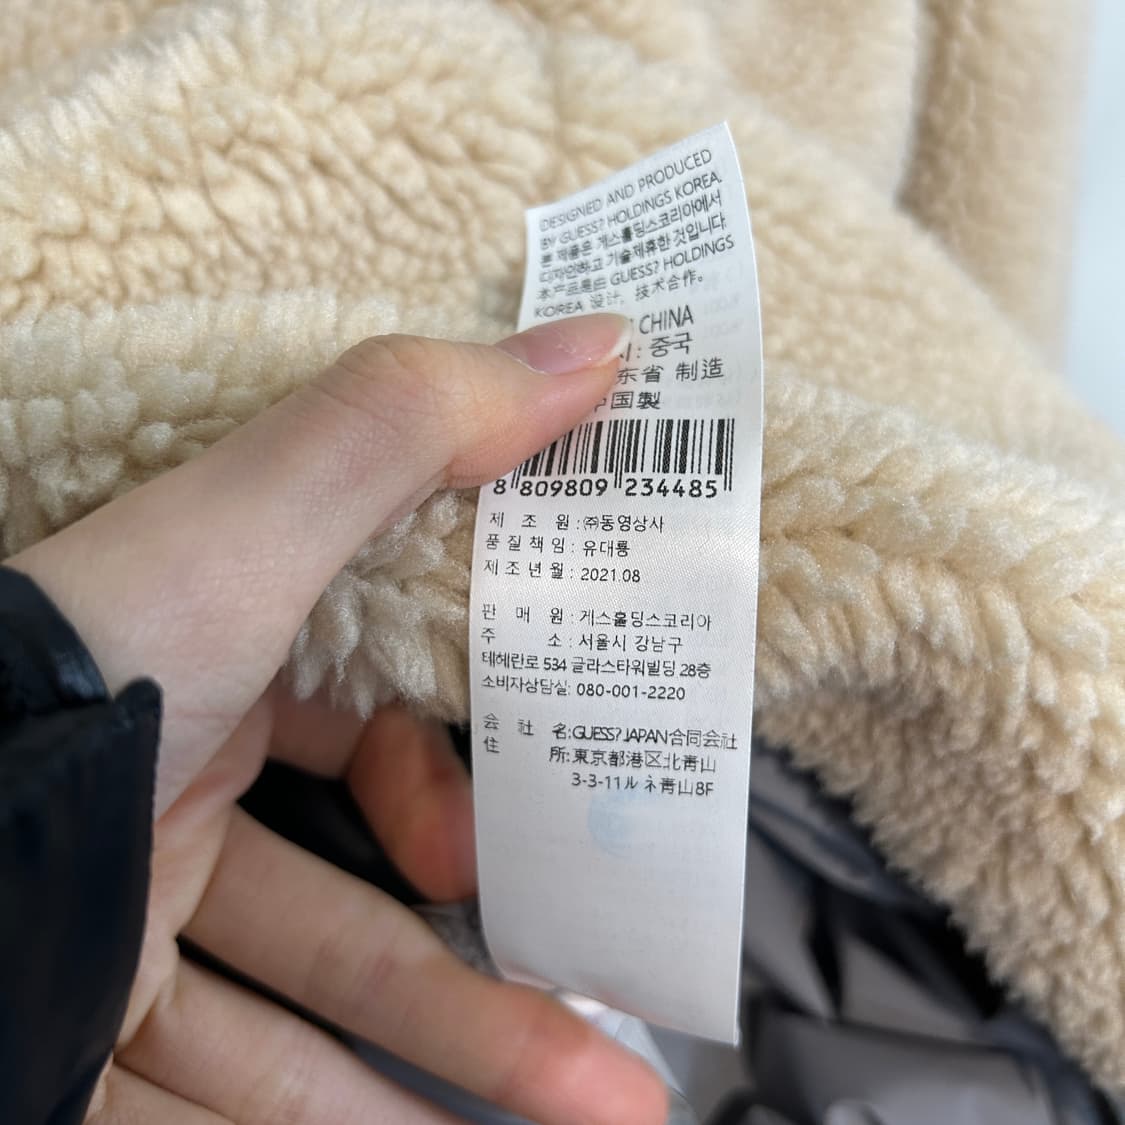 DESIGNED AND PRODUCED
BY GUESS? HOLDINGS KOREA.
본 제품은 게스홀딩스코리아에서
디자인하고 기술제휴한 것입니다.
本产品是由 GUESS? HOLDINGS
KOREA 设计, 技术合作。
CHINA
: 중국
东省 制造
中国製
8 809809 234485
제 조 원 : ㈜동영상사
품 질 책 임 : 유대룡
제 조 년 월 : 2021.08
판 매 원 : 게스홀딩스코리아
주 소 : 서울시 강남구
테헤란로 534 글라스타워빌딩 28층
소비자상담실: 080-001-2220
会 社 名:GUESS? JAPAN合同会社
住 所:東京都港区北青山
3-3-11ルネ青山8F